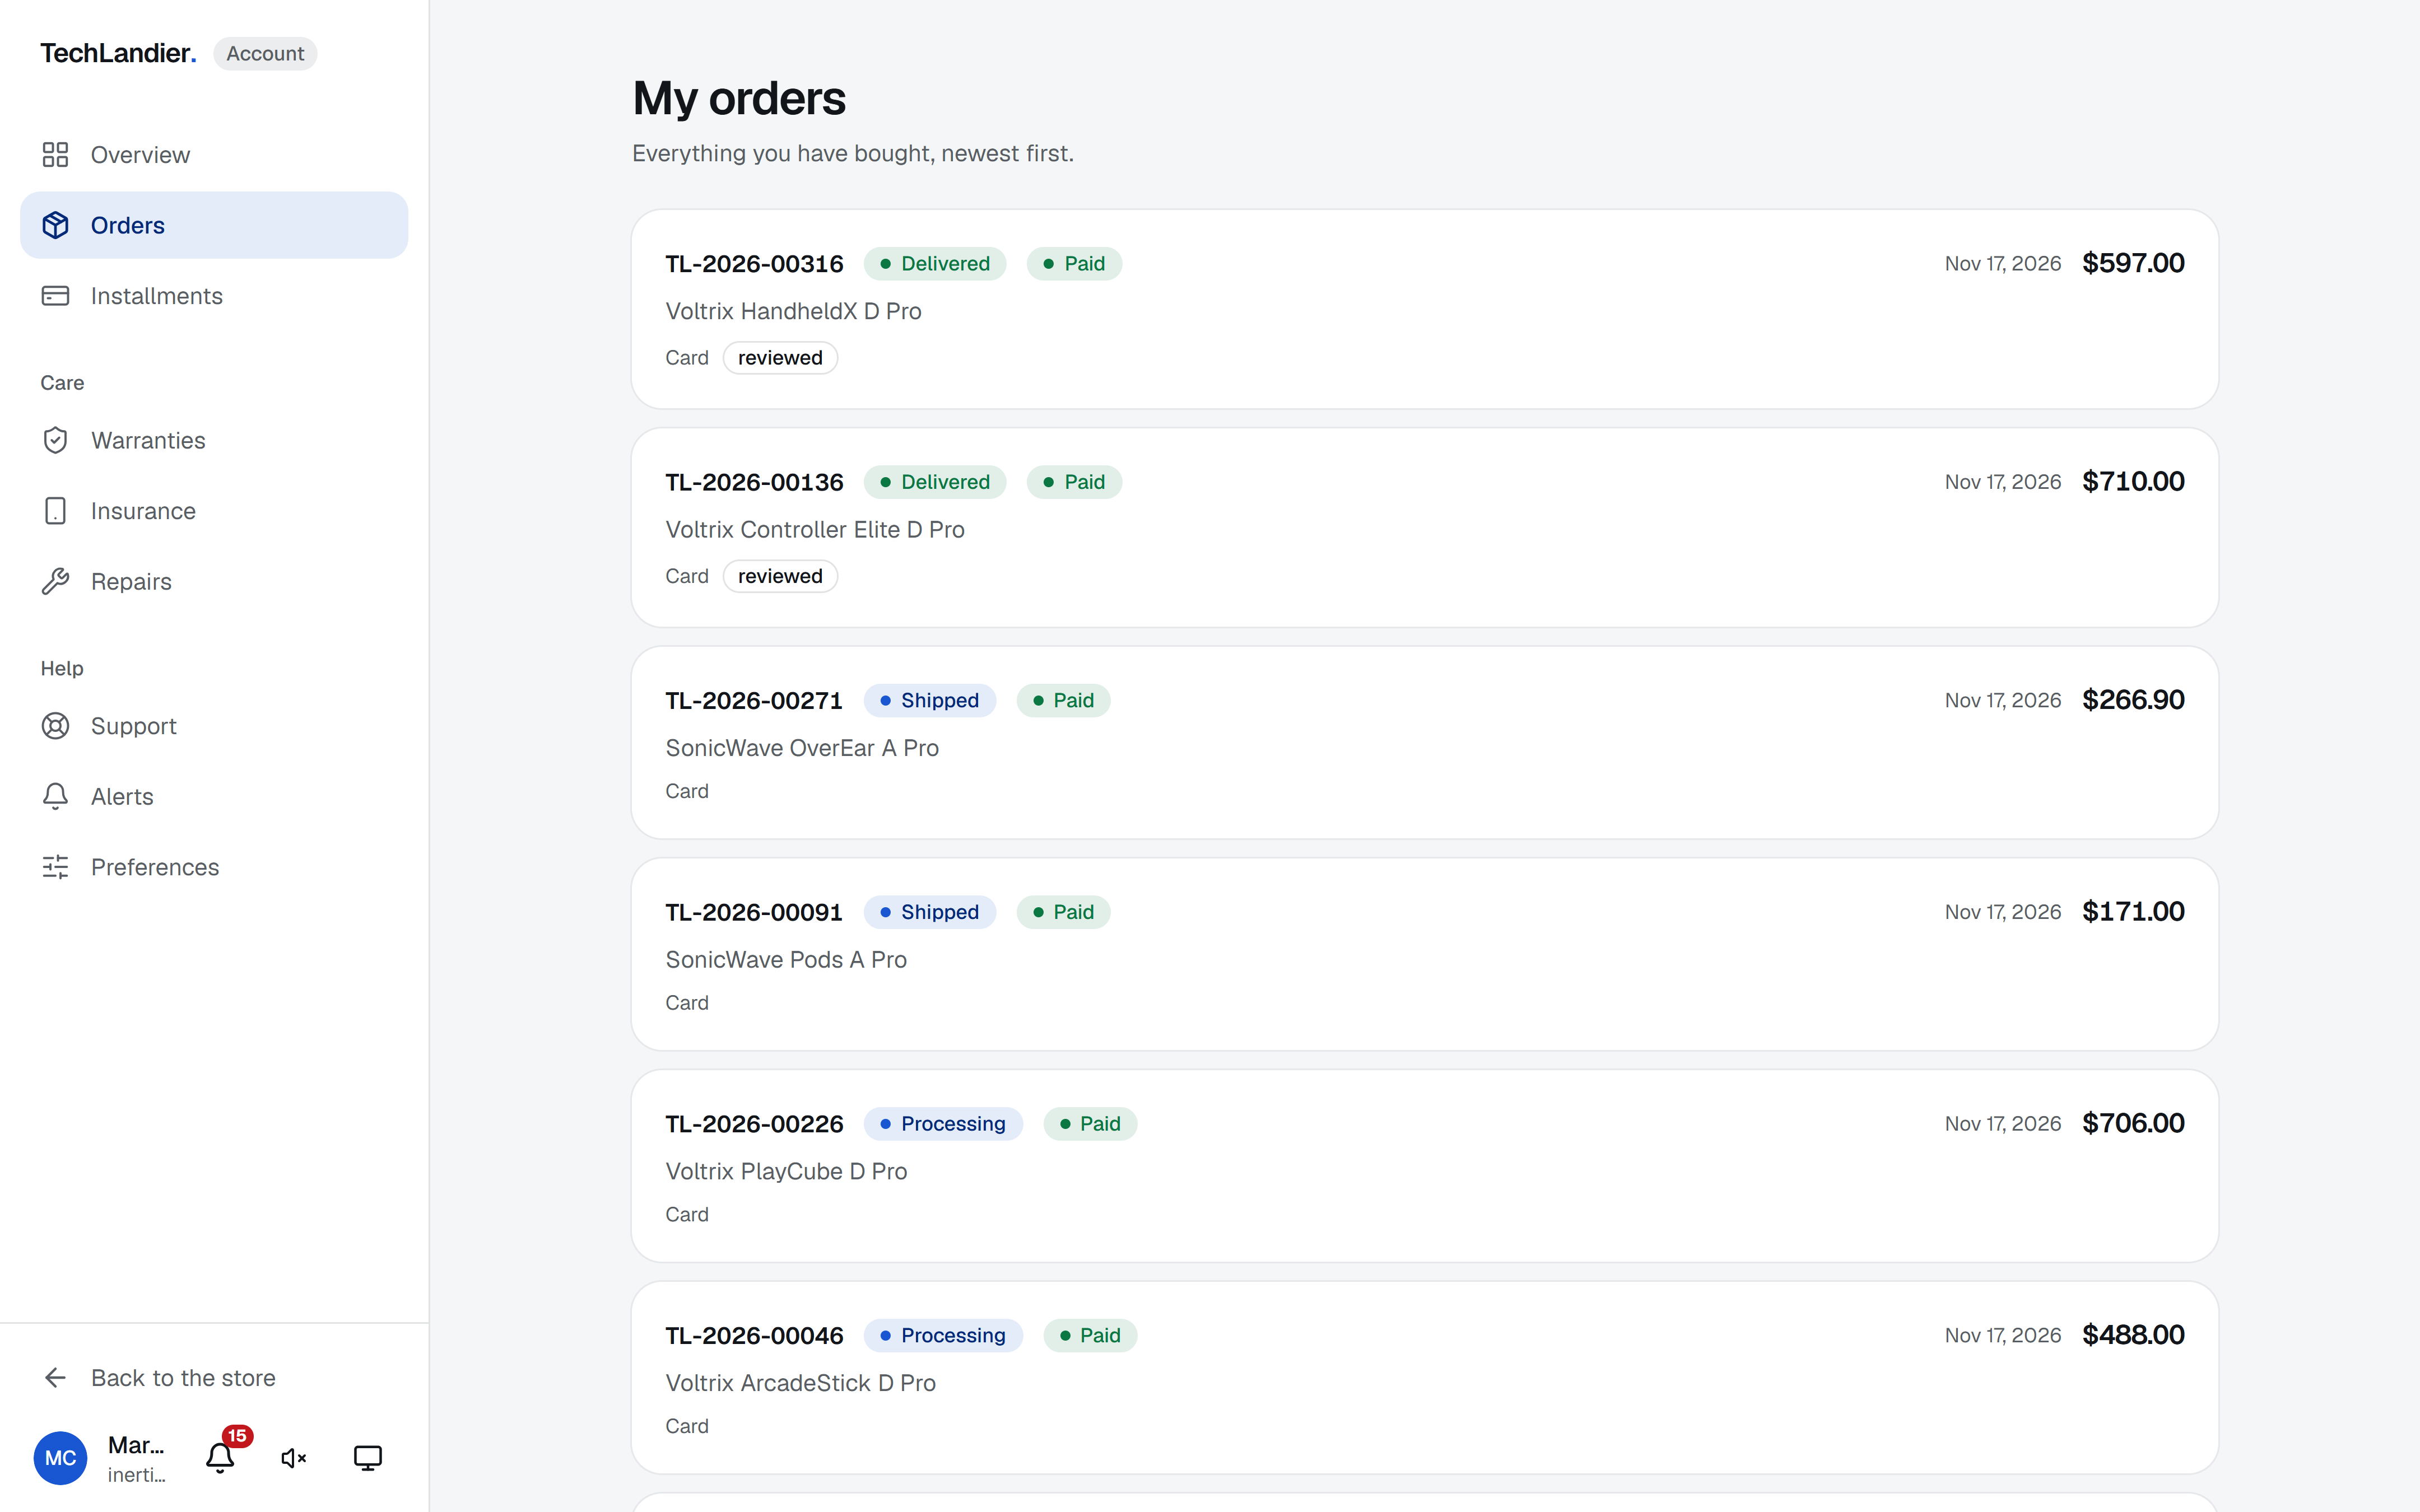 TechLandier. Account
Overview
Orders
Installments
Care
Warranties
Insurance
Repairs
Help
Support
Alerts
Preferences
Back to the store
MC
Mar...
inerti...
15
My orders
Everything you have bought, newest first.
TL-2026-00316 Delivered Paid Nov 17, 2026 $597.00
Voltrix HandheldX D Pro
Card reviewed
TL-2026-00136 Delivered Paid Nov 17, 2026 $710.00
Voltrix Controller Elite D Pro
Card reviewed
TL-2026-00271 Shipped Paid Nov 17, 2026 $266.90
SonicWave OverEar A Pro
Card
TL-2026-00091 Shipped Paid Nov 17, 2026 $171.00
SonicWave Pods A Pro
Card
TL-2026-00226 Processing Paid Nov 17, 2026 $706.00
Voltrix PlayCube D Pro
Card
TL-2026-00046 Processing Paid Nov 17, 2026 $488.00
Voltrix ArcadeStick D Pro
Card